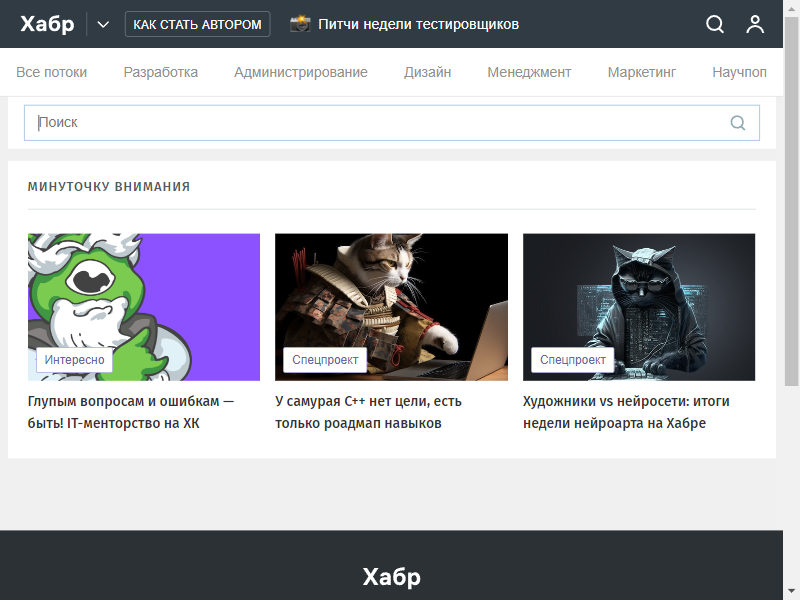 Хабр
КАК СТАТЬ АВТОРОМ
Питчи недели тестировщиков
Все потоки Разработка Администрирование Дизайн Менеджмент Маркетинг Научпоп
Поиск
МИНУТОЧКУ ВНИМАНИЯ
Интересно
Глупым вопросам и ошибкам —
быть! IT-менторство на ХК
Спецпроект
У самурая С++ нет цели, есть
только роадмап навыков
Спецпроект
Художники vs нейросети: итоги
недели нейроарта на Хабре
Хабр